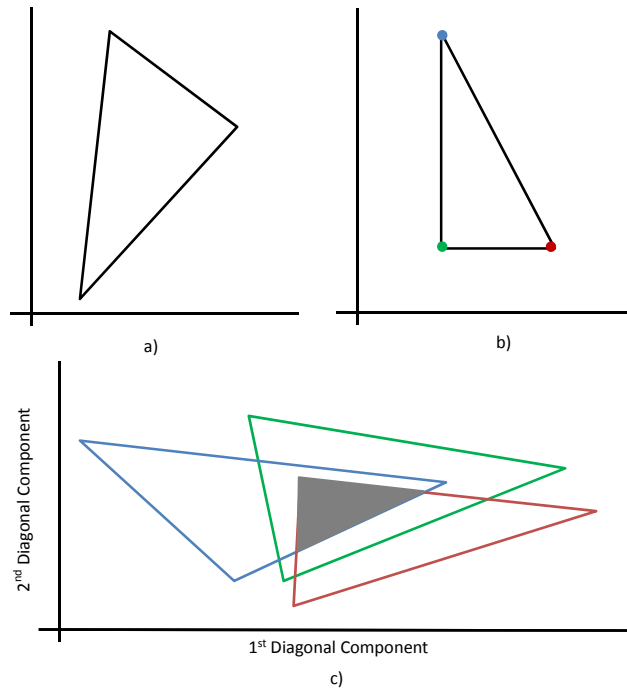 a)
b)
2nd Diagonal Component
1st Diagonal Component
c)